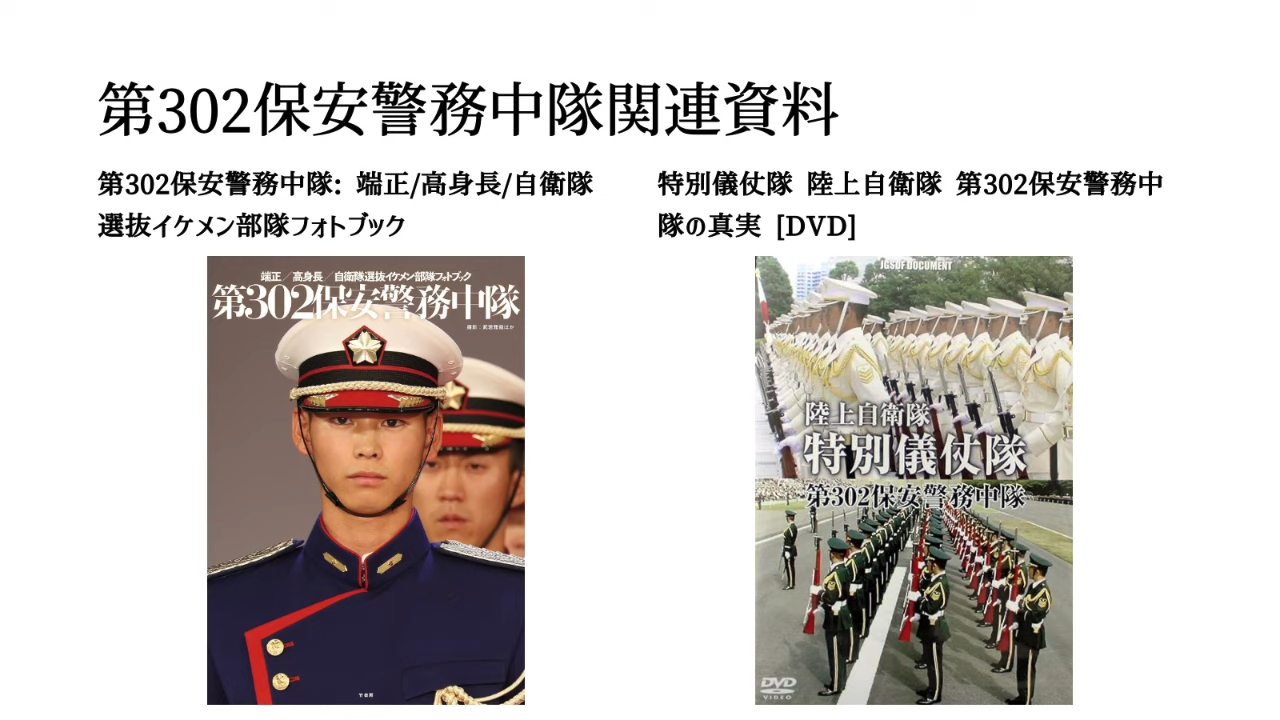 第302保安警務中隊関連資料
第302保安警務中隊: 端正/高身長/自衛隊
選抜イケメン部隊フォトブック
特別儀仗隊 陸上自衛隊 第302保安警務中
隊の真実 [DVD]
端正／高身長／自衛隊選抜イケメン部隊フォトブック
第302保安警務中隊
JGSDF DOCUMENT
陸上自衛隊
特別儀仗隊
第302保安警務中隊
DVD
VIDEO